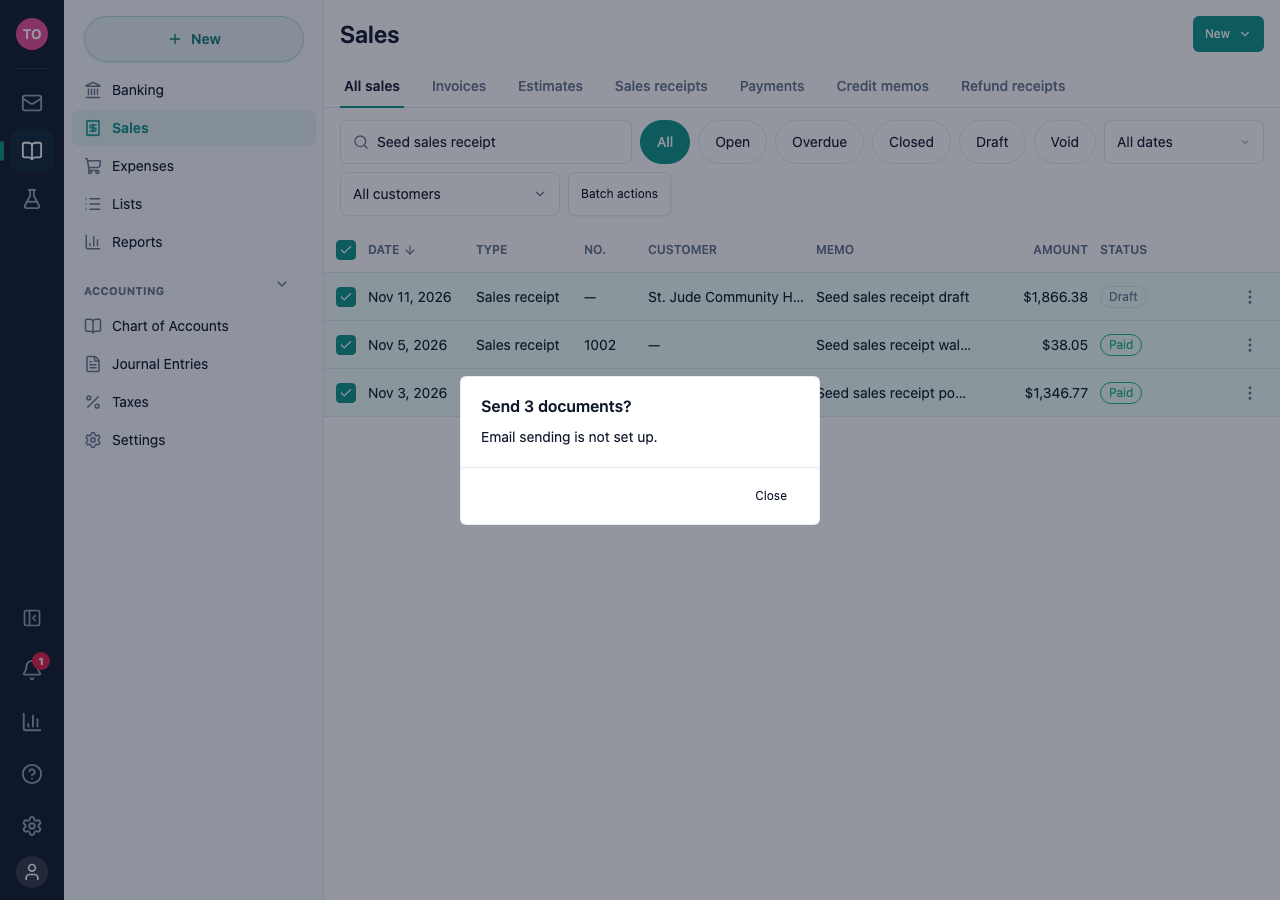 TO
New
Banking
Sales
Expenses
Lists
Reports
ACCOUNTING
Chart of Accounts
Journal Entries
Taxes
Settings
1
Sales
New
All sales Invoices Estimates Sales receipts Payments Credit memos Refund receipts
Seed sales receipt All Open Overdue Closed Draft Void All dates
All customers Batch actions
DATE TYPE NO. CUSTOMER MEMO AMOUNT STATUS
Nov 11, 2026 Sales receipt — St. Jude Community H... Seed sales receipt draft $1,866.38 Draft
Nov 5, 2026 Sales receipt 1002 — Seed sales receipt wal... $38.05 Paid
Nov 3, 2026 Seed sales receipt po... $1,346.77 Paid
Send 3 documents?
Email sending is not set up.
Close